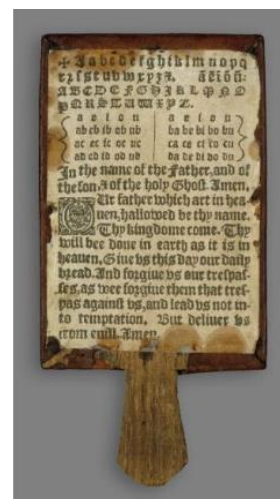 ✠ A a b c d e f g h i k l m n o p q
r ꝛ ſ s t u v w x y z &. ã ẽ ĩ õ ũ:
A B C D E F G H J K L P Q
R S T U W X Y Z.
a e i o u a e i o u
ab eb ib ob ub ba be bi bo bu
ac ec ic oc uc ca ce ci co cu
ad ed id od ud da de di do du
In the name of the Father, and of
the Son, & of the holy Ghost. Amen.
Our father which art in hea-
uen, hallowed be thy name.
Thy kingdome come. Thy
will bee done in earth as it is in
heauen. Giue vs this day our daily
bread. And forgiue vs our treſpaſ-
ſes, as wee forgiue them that treſ-
pas againſt vs, and lead vs not in-
to temptation, But deliuer vs
from euill. Amen